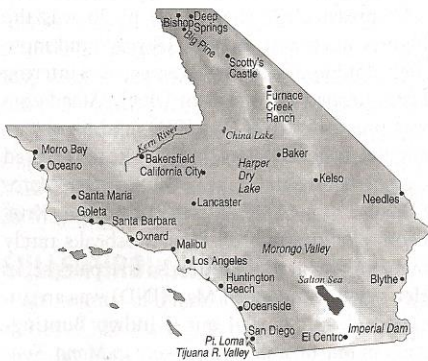 Deep
Springs
Bishop
Big Pine
Scotty's
Castle
Furnace
Creek
Ranch
China Lake
Kern River
Morro Bay
Oceano
Bakersfield
California City
Harper
Dry
Lake
Baker
Kelso
Santa Maria
Lancaster
Needles
Goleta
Santa Barbara
Oxnard
Malibu
Los Angeles
Morongo Valley
Huntington
Beach
Salton Sea
Blythe
Oceanside
San Diego
El Centro
Imperial Dam
Pt. Loma
Tijuana R. Valley